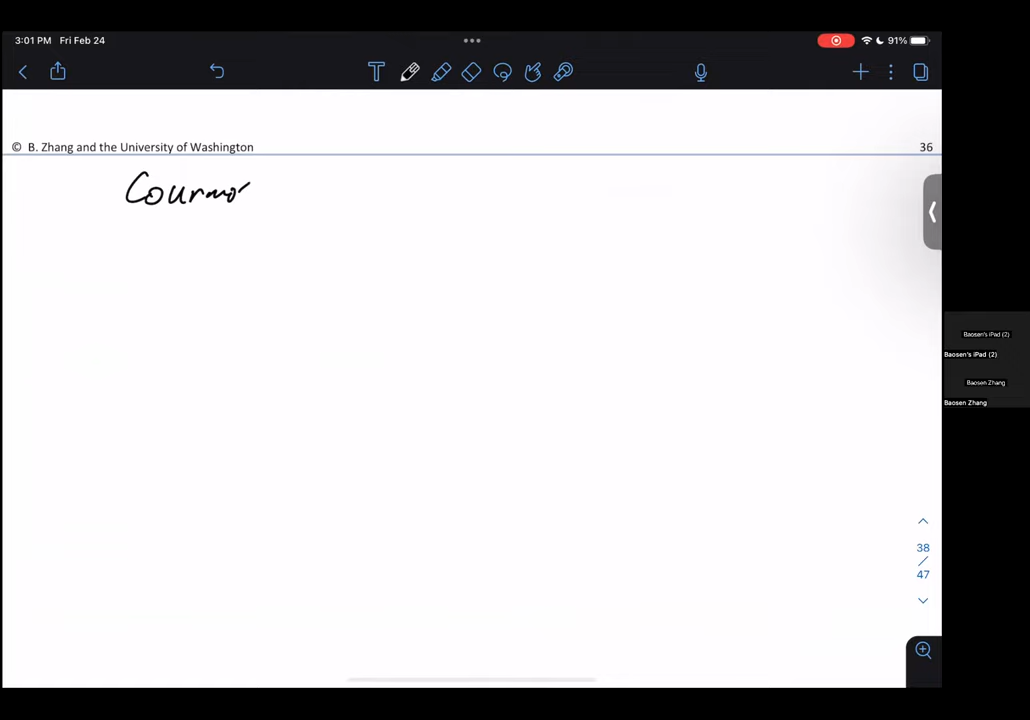 3:01 PM Fri Feb 24
91%
© B. Zhang and the University of Washington 36
Baosen's iPad (2)
Baosen's iPad (2)
Baosen Zhang
Baosen Zhang
38
47